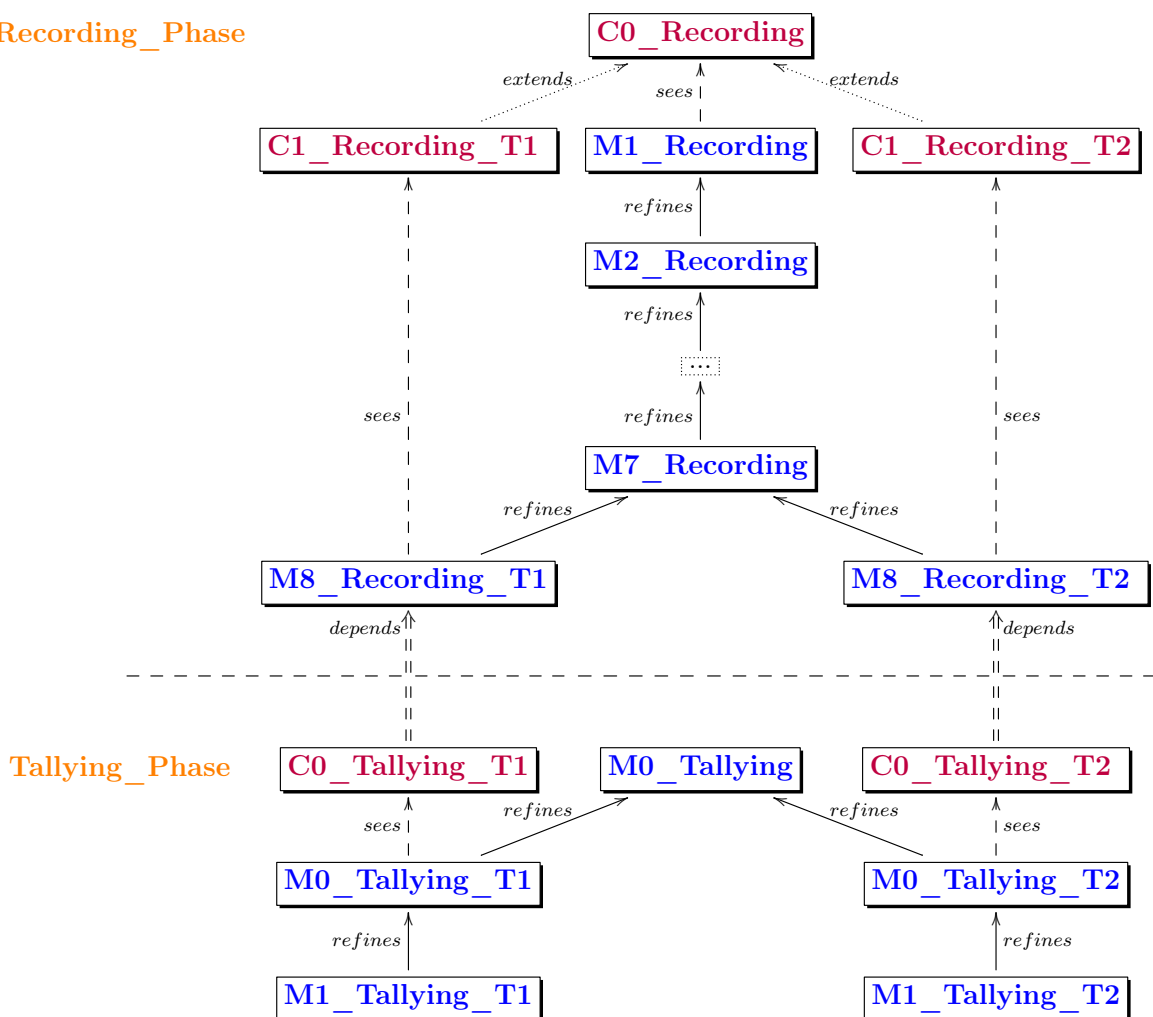 Recording_Phase
C0_Recording
extends
sees
extends
C1_Recording_T1
M1_Recording
C1_Recording_T2
refines
M2_Recording
refines
...
sees
refines
sees
M7_Recording
refines
refines
M8_Recording_T1
M8_Recording_T2
depends
depends
Tallying_Phase
C0_Tallying_T1
M0_Tallying
C0_Tallying_T2
refines
refines
sees
sees
M0_Tallying_T1
M0_Tallying_T2
refines
refines
M1_Tallying_T1
M1_Tallying_T2